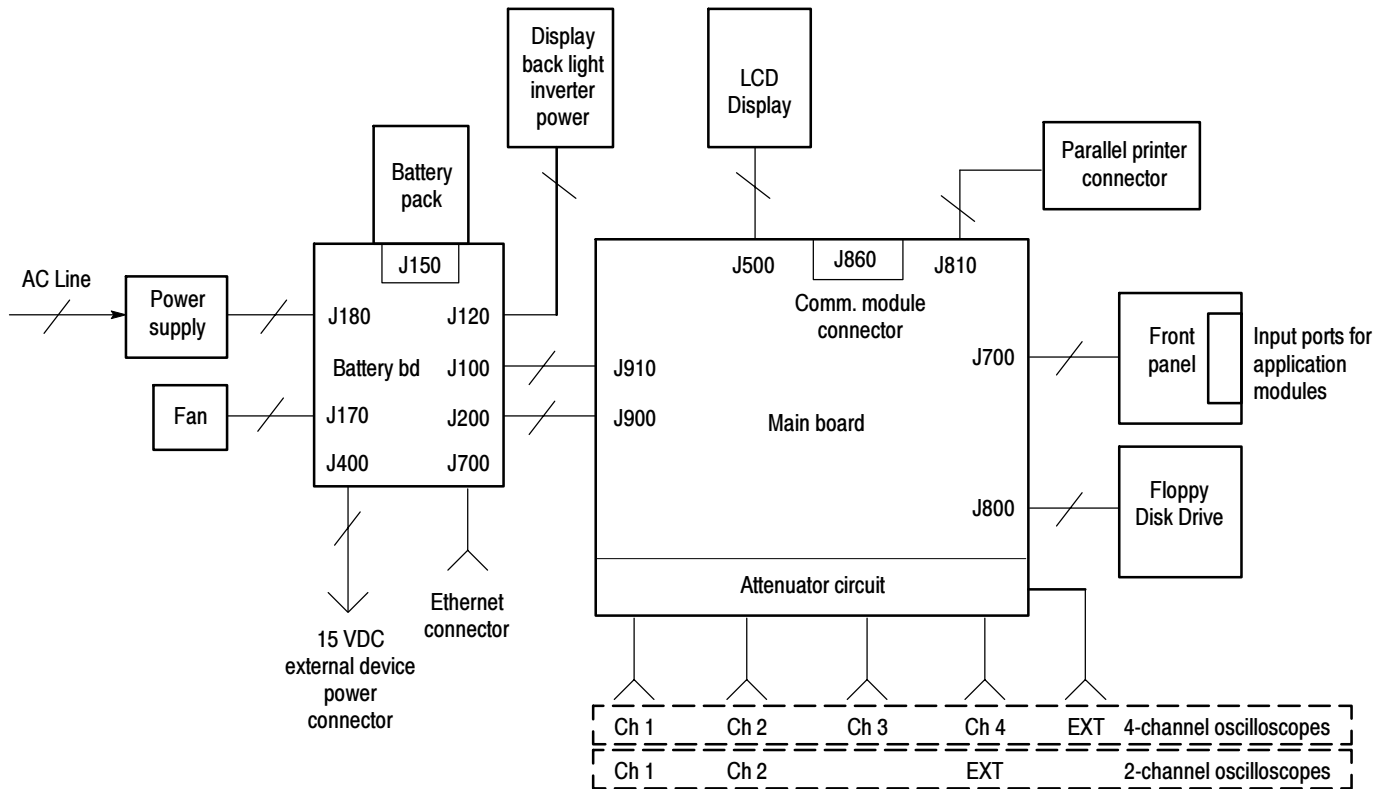 Display
back light
inverter
power
LCD
Display
Battery
pack
Parallel printer
connector
J150
J500
J860
J810
AC Line
Power
supply
J180
J120
Comm. module
connector
Battery bd
J100
J910
J700
Front
panel
Input ports for
application
modules
Fan
J170
J200
J900
Main board
J400
J700
J800
Floppy
Disk Drive
Attenuator circuit
Ethernet
connector
15 VDC
external device
power
connector
Ch 1 Ch 2 Ch 3 Ch 4 EXT 4-channel oscilloscopes
Ch 1 Ch 2 EXT 2-channel oscilloscopes